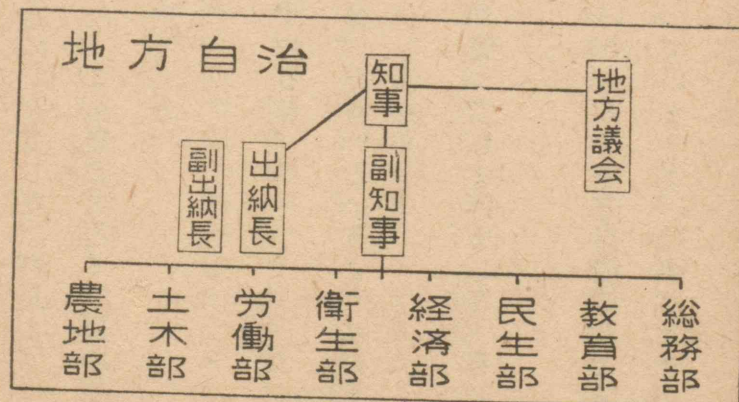 地方自治
知事
地方議会
副知事
出納長
副出納長
総務部
教育部
民生部
経済部
衛生部
労働部
土木部
農地部